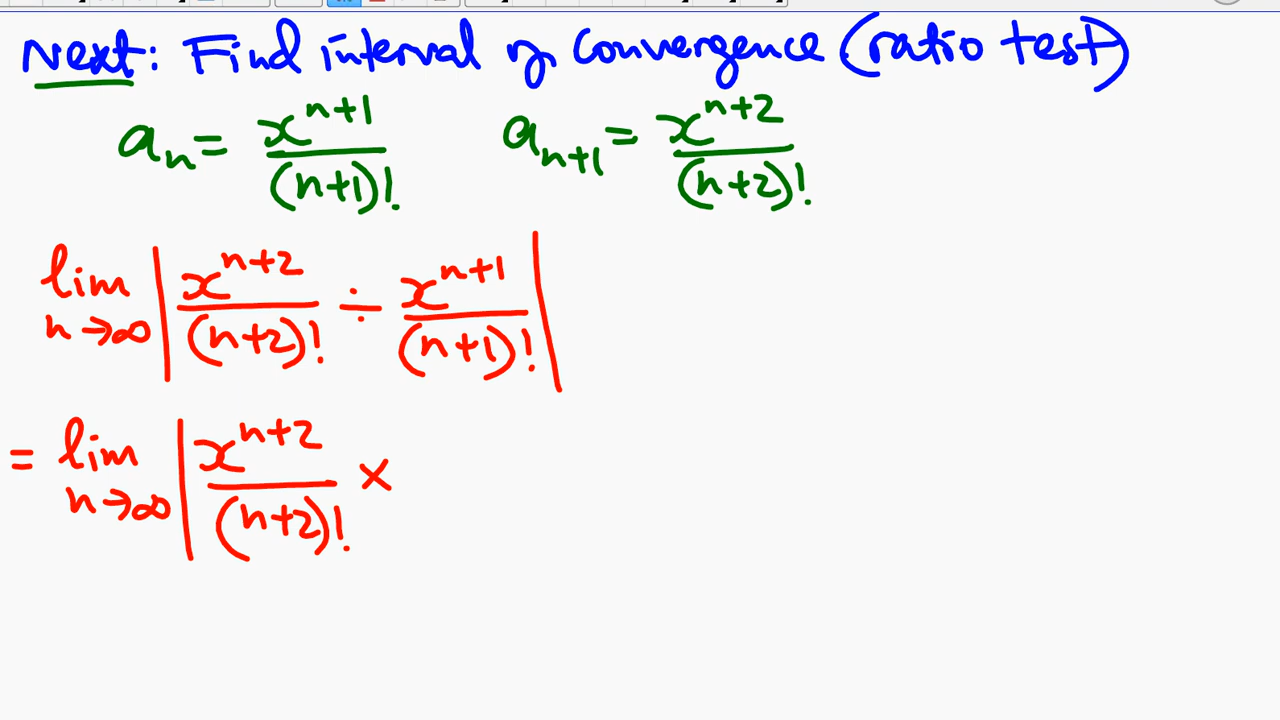 Next: Find interval of convergence (ratio test)
aₙ = xⁿ⁺¹/(n+1)! aₙ₊₁ = xⁿ⁺²/(n+2)!
lim n→∞ | xⁿ⁺²/(n+2)! ÷ xⁿ⁺¹/(n+1)! |
= lim n→∞ | xⁿ⁺²/(n+2)! ×